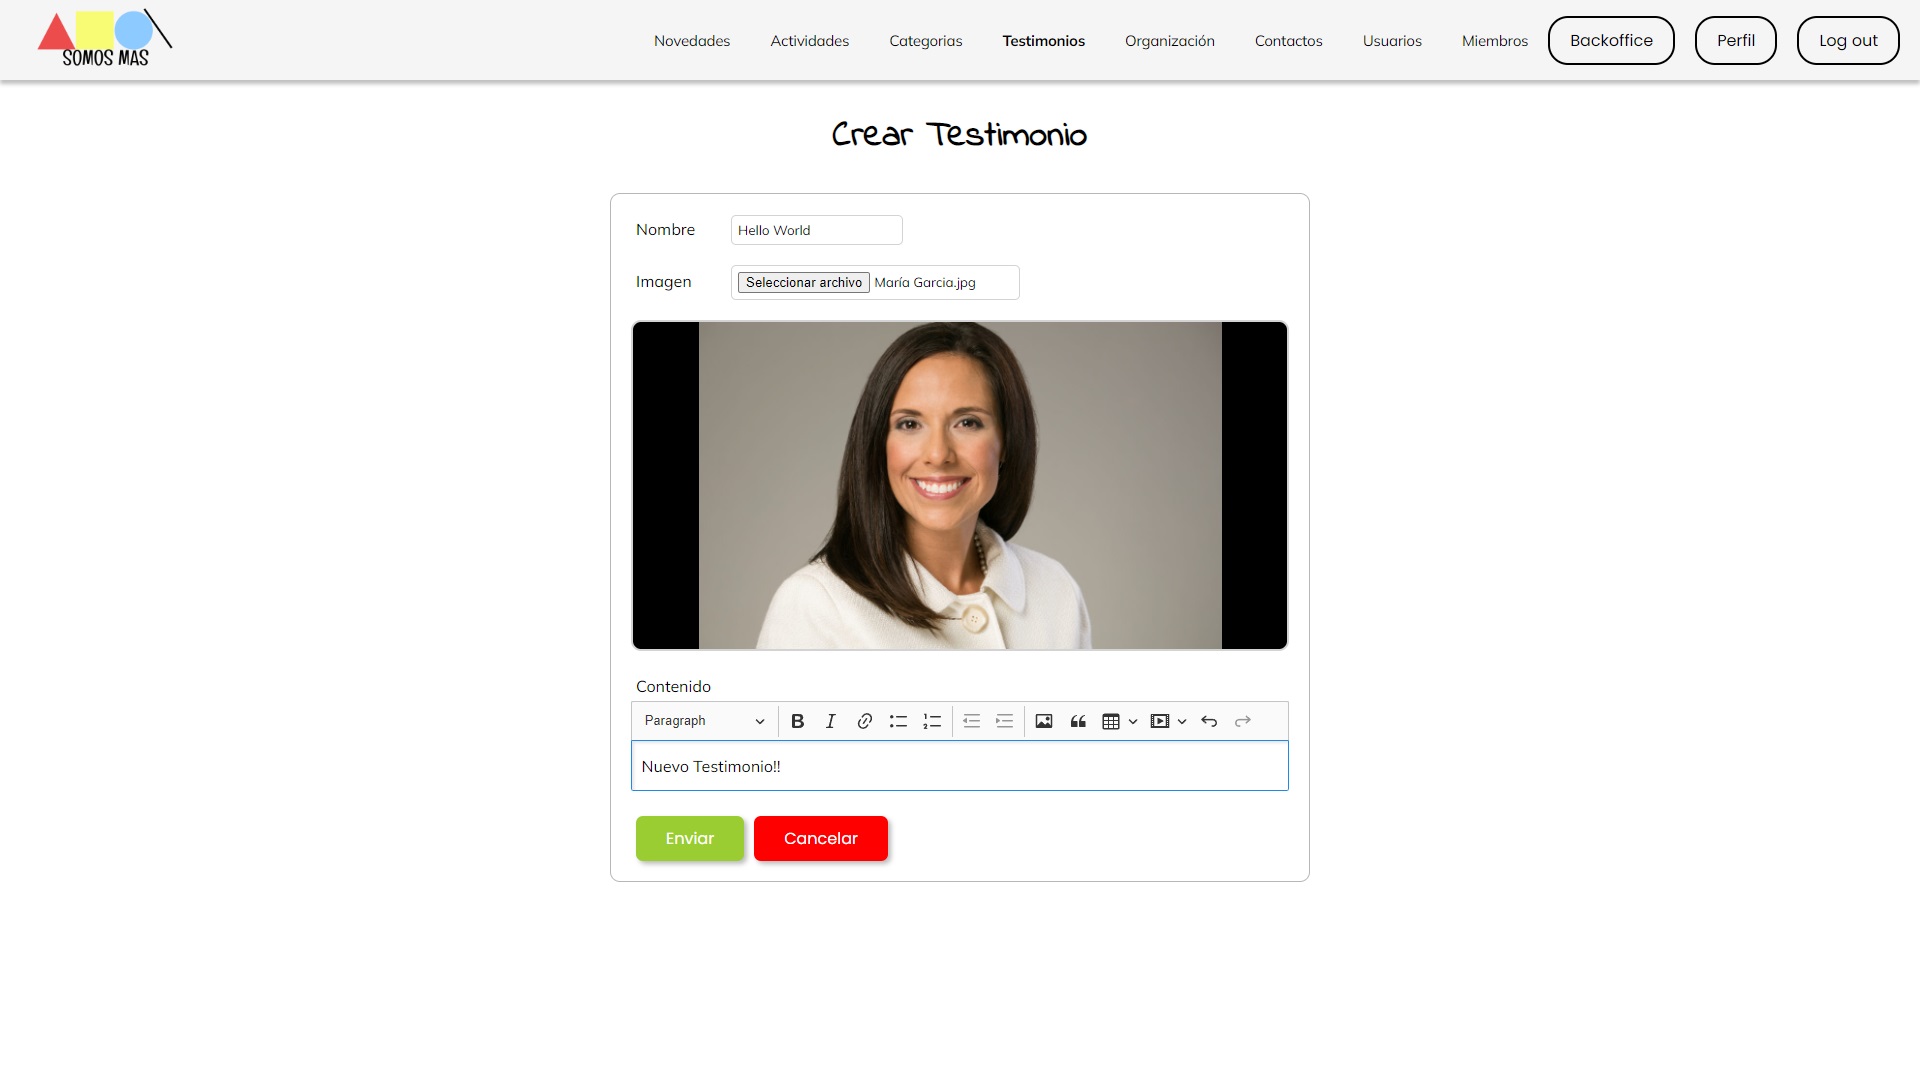 SOMOS MAS
Novedades Actividades Categorias Testimonios Organización Contactos Usuarios Miembros Backoffice Perfil Log out
Crear Testimonio
Nombre Hello World
Imagen Seleccionar archivo María Garcia.jpg
Contenido
Paragraph
Nuevo Testimonio!!
Enviar Cancelar